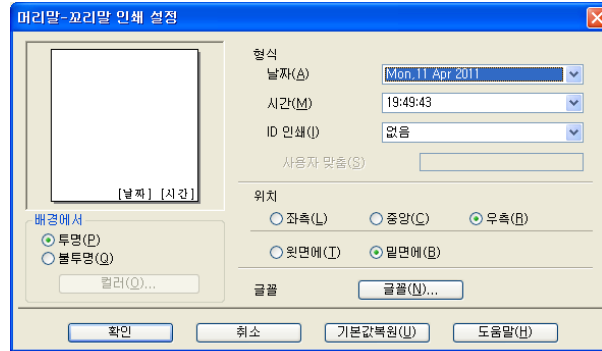 머리말-꼬리말 인쇄 설정
형식
날짜(A) Mon,11 Apr 2011
시간(M) 19:49:43
ID 인쇄(I) 없음
사용자 맞춤(S)
[날짜] [시간]
위치
좌측(L) 중앙(C) 우측(R)
윗면에(T) 밑면에(B)
배경에서
투명(P)
불투명(Q)
컬러(O)...
글꼴 글꼴(N)...
확인 취소 기본값복원(U) 도움말(H)